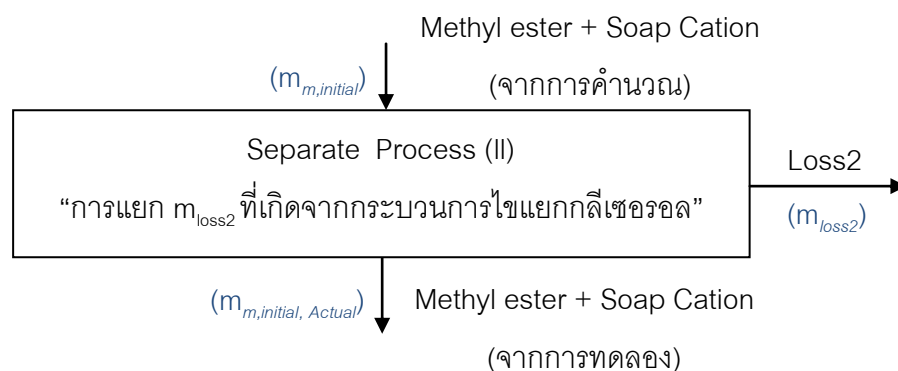 Methyl ester + Soap Cation
(m_m,initial)
(จากการคำนวณ)
Separate Process (II)
“การแยก m_loss2 ที่เกิดจากกระบวนการไขแยกกลีเซอรอล”
Loss2
(m_loss2)
(m_m,initial, Actual)
Methyl ester + Soap Cation
(จากการทดลอง)